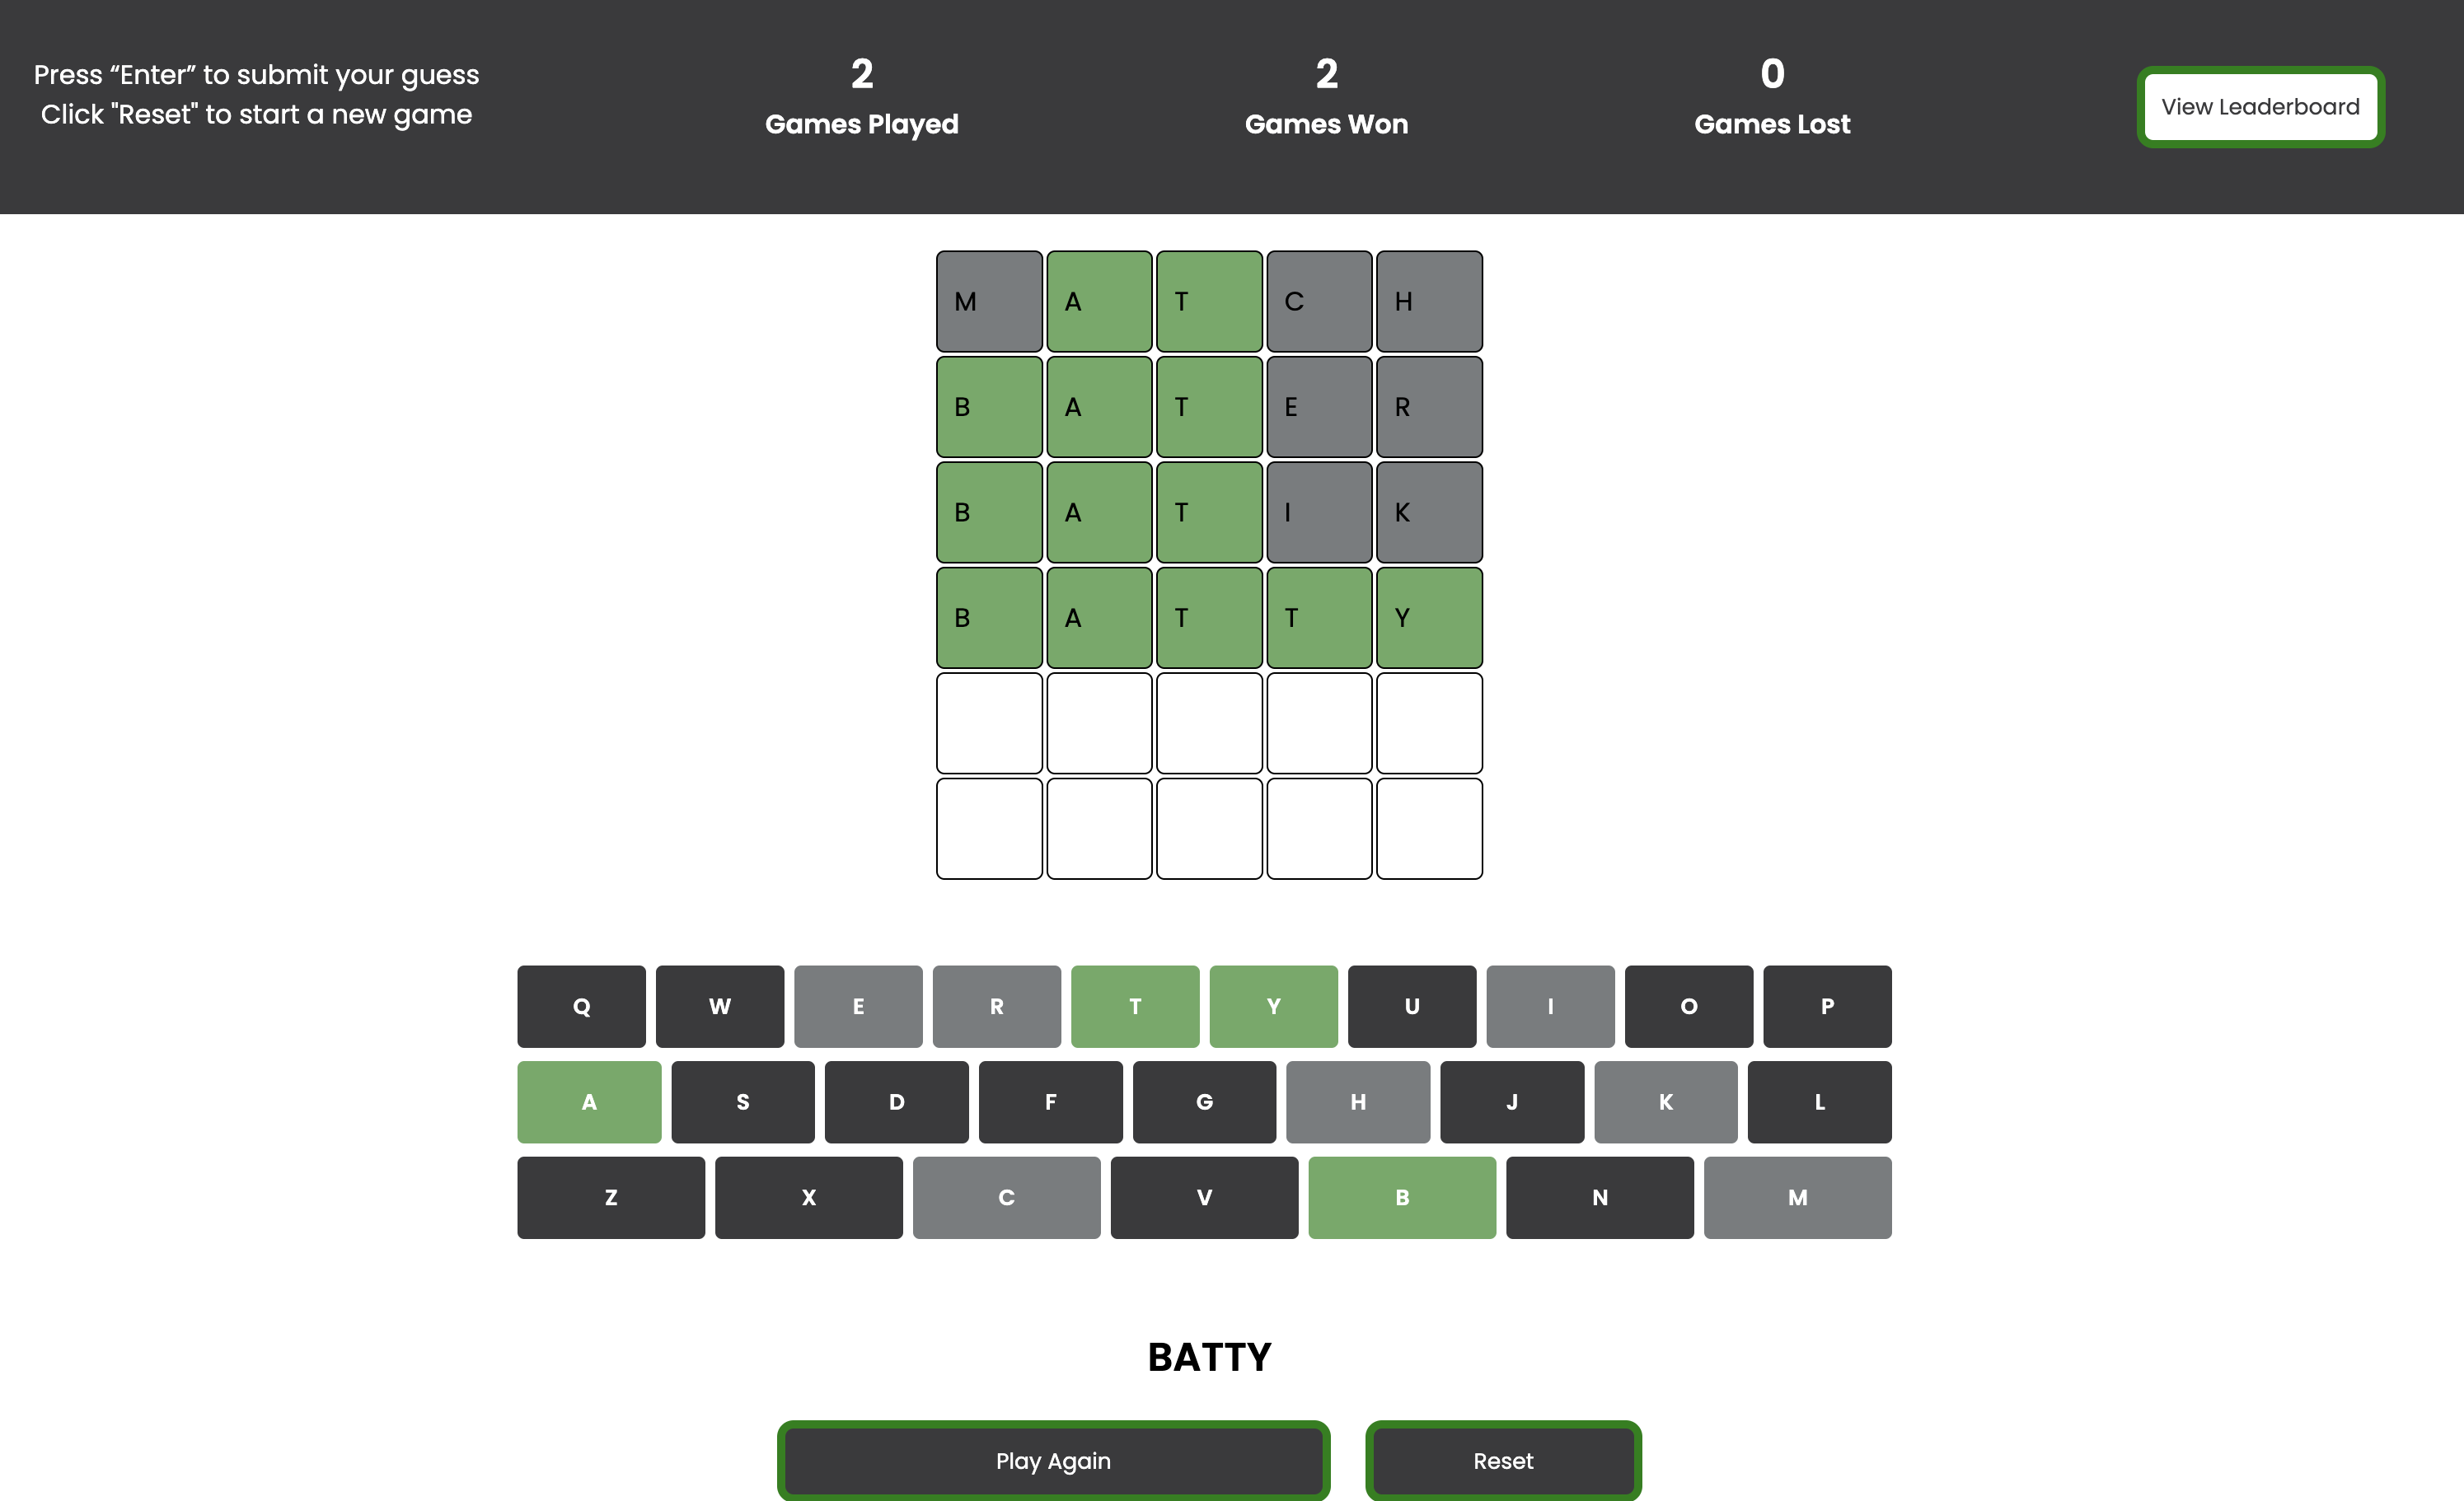 Press “Enter” to submit your guess
Click "Reset" to start a new game
2
Games Played
2
Games Won
0
Games Lost
View Leaderboard
M A T C H
B A T E R
B A T I K
B A T T Y
Q W E R T Y U I O P
A S D F G H J K L
Z X C V B N M
BATTY
Play Again
Reset